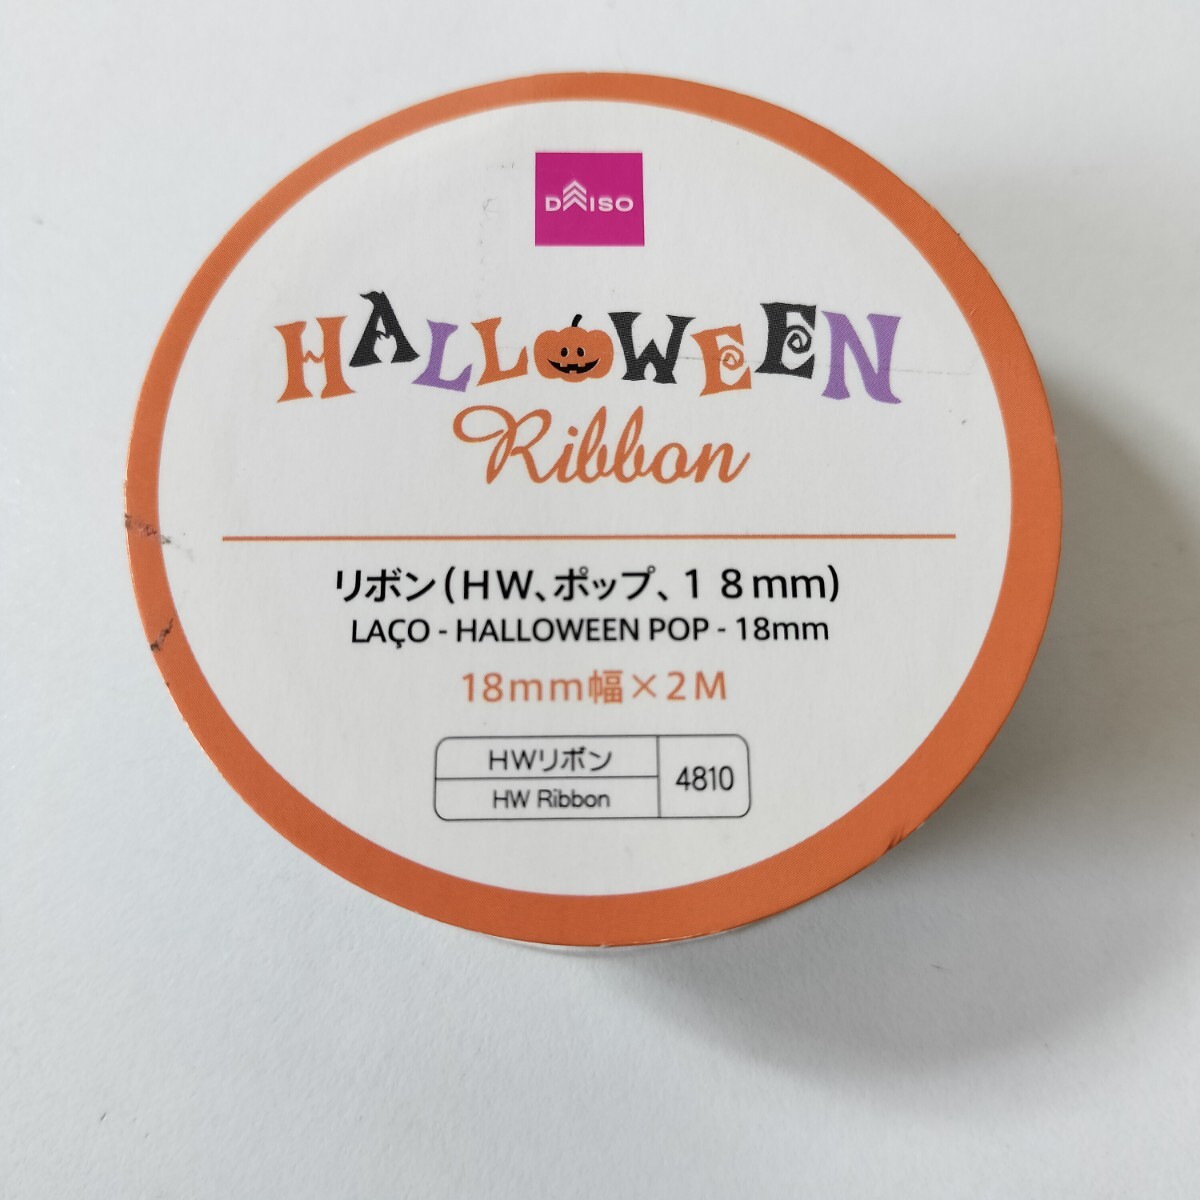 DAISO
HALLOWEEN
Ribbon
リボン(HW、ポップ、18mm)
LAÇO - HALLOWEEN POP - 18mm
18mm幅×2M
HWリボン
HW Ribbon
4810